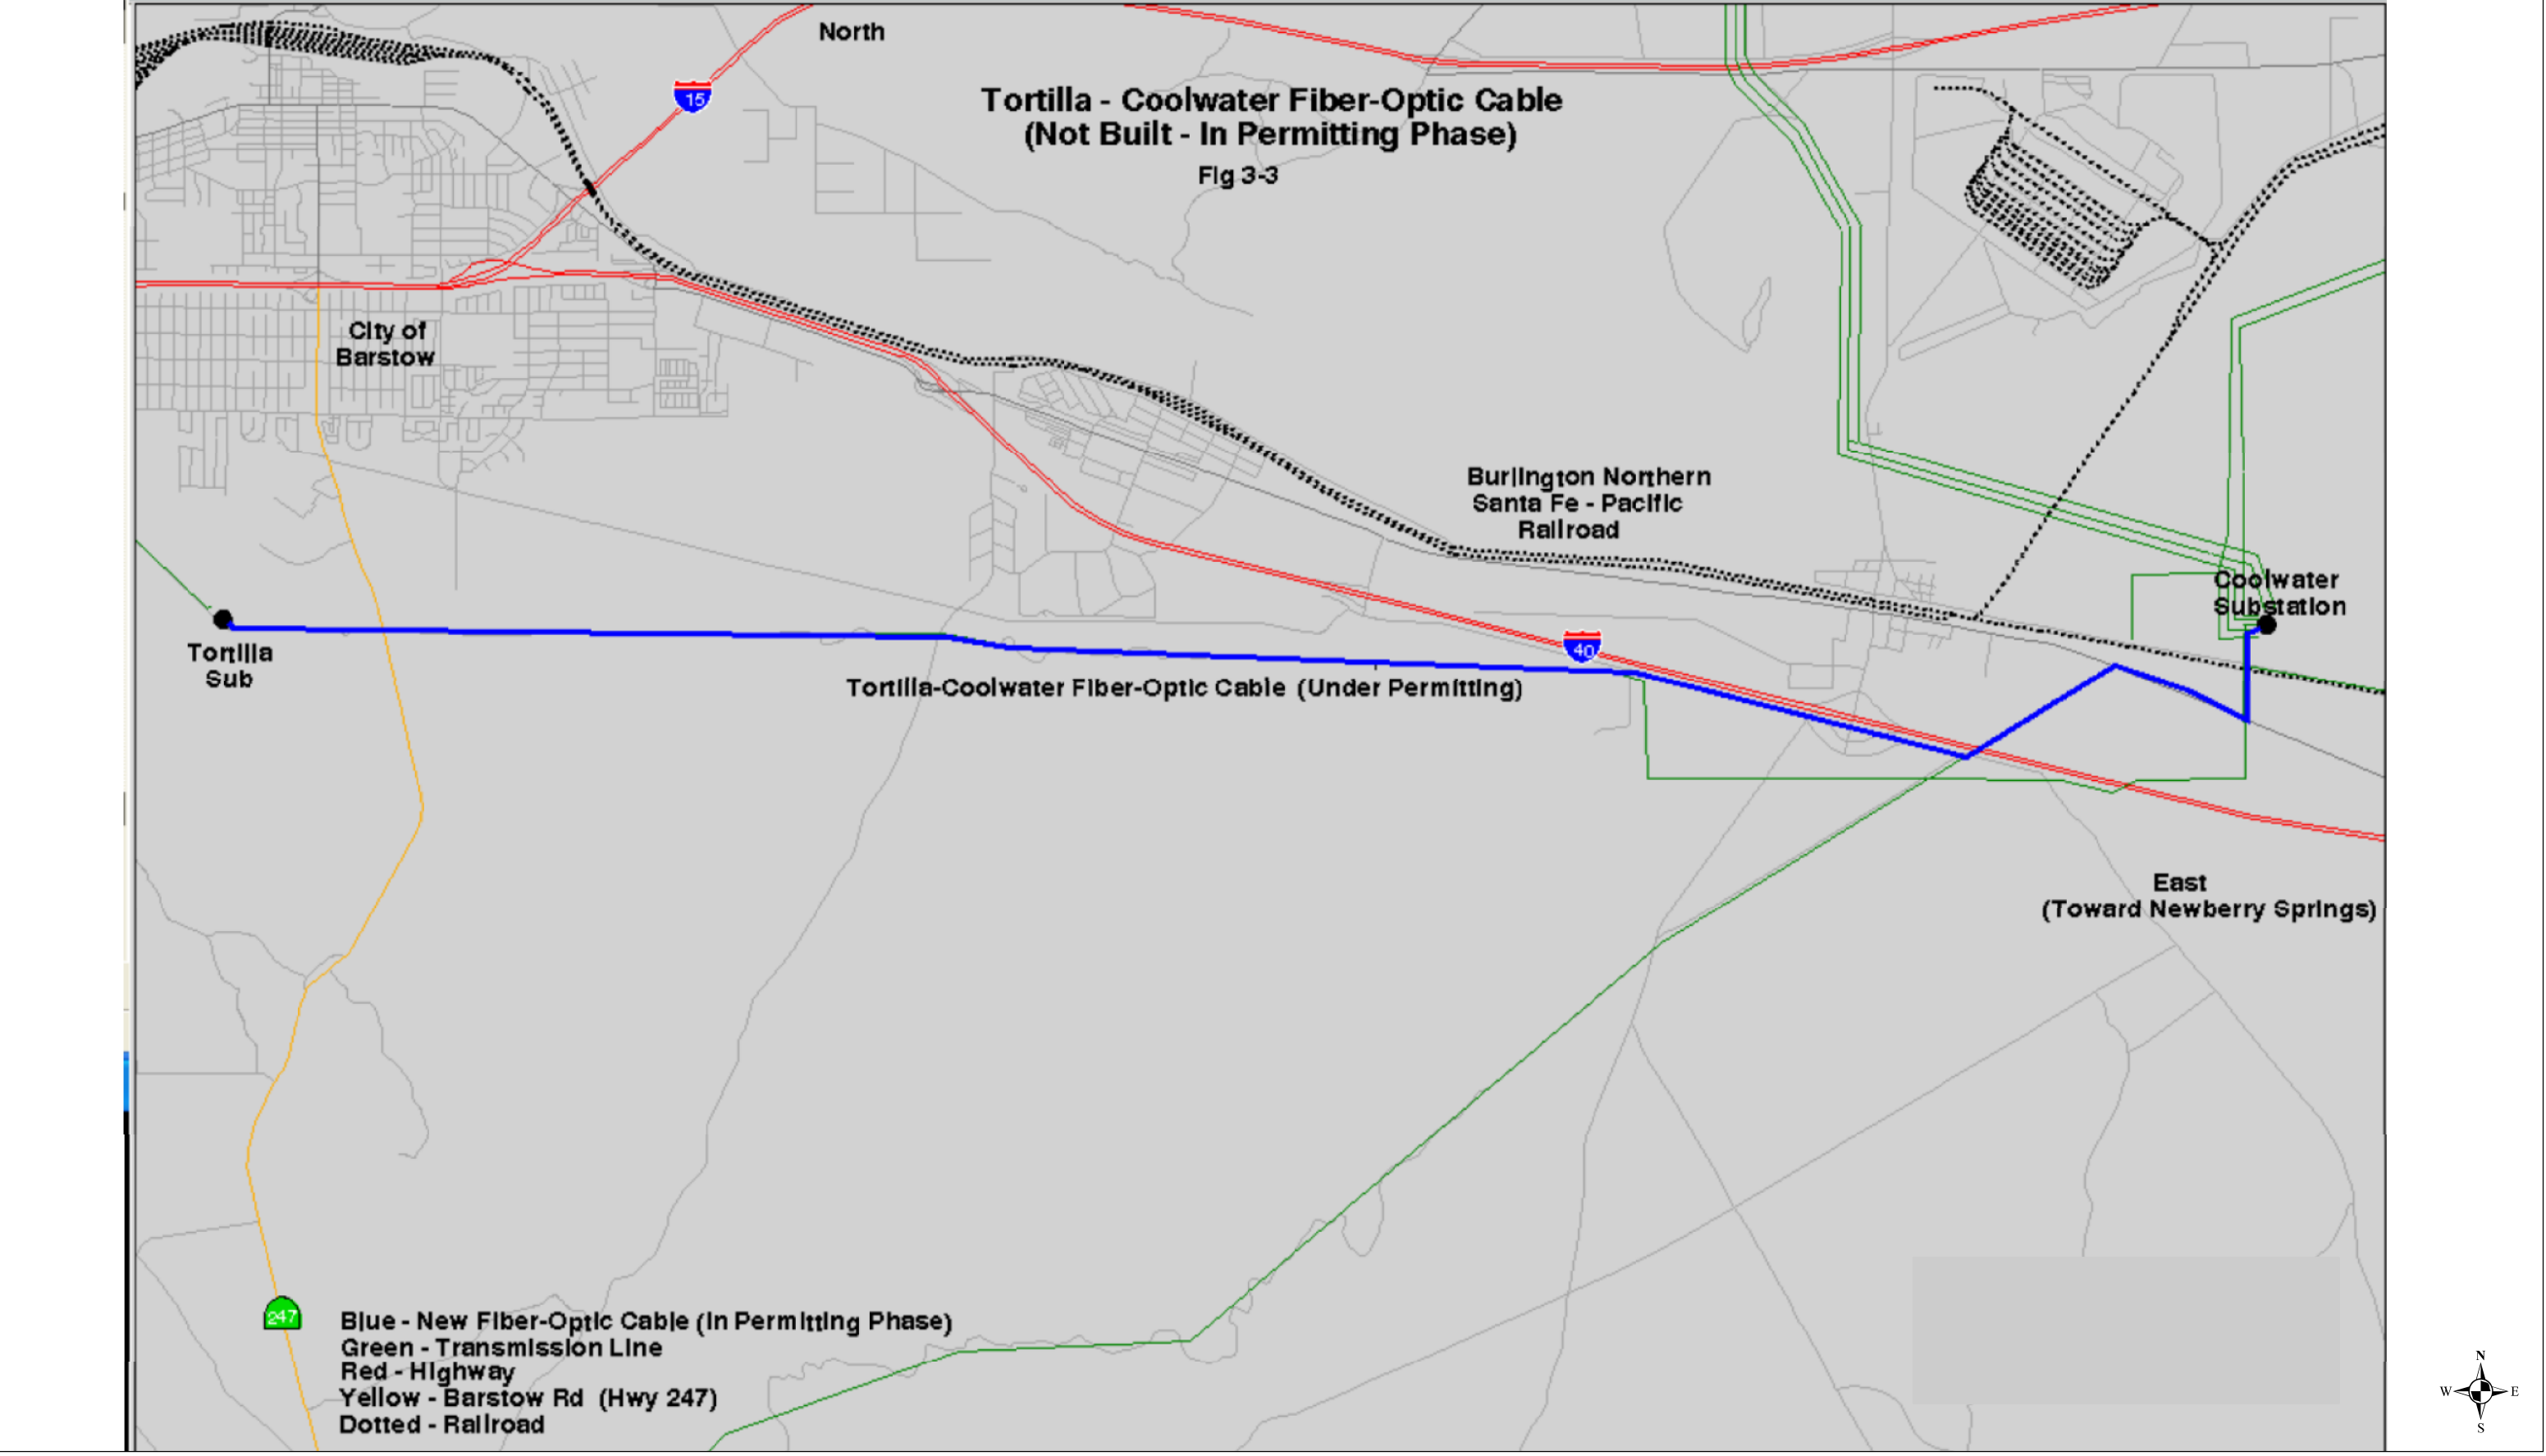 North
15
Tortilla - Coolwater Fiber-Optic Cable
(Not Built - In Permitting Phase)
Fig 3-3
City of
Barstow
Burlington Northern
Santa Fe - Pacific
Railroad
Coolwater
Substation
Tortilla
Sub
40
Tortilla-Coolwater Fiber-Optic Cable (Under Permitting)
East
(Toward Newberry Springs)
247
Blue - New Fiber-Optic Cable (In Permitting Phase)
Green - Transmission Line
Red - Highway
Yellow - Barstow Rd (Hwy 247)
Dotted - Railroad
N
W E
S